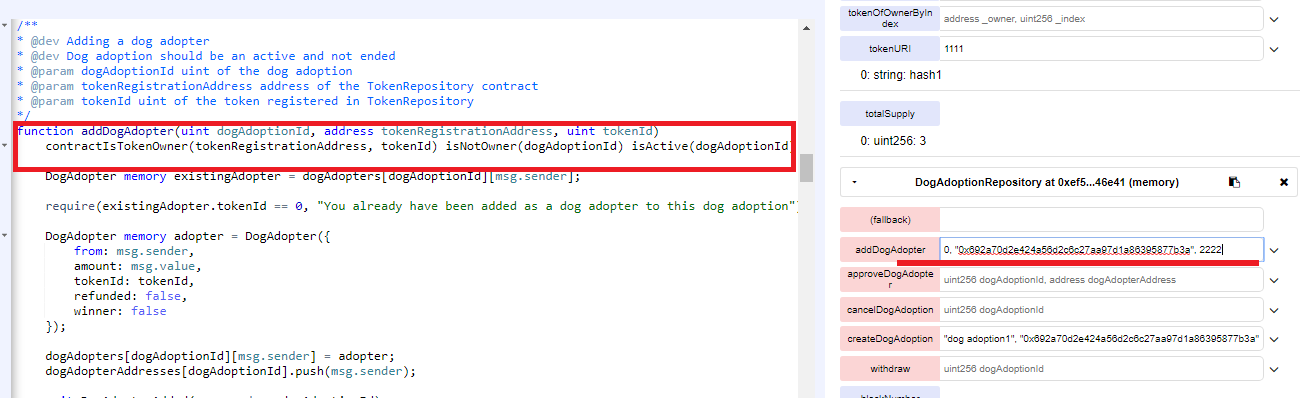 /**
* @dev Adding a dog adopter
* @dev Dog adoption should be an active and not ended
* @param dogAdoptionId uint of the dog adoption
* @param tokenRegistrationAddress address of the TokenRepository contract
* @param tokenId uint of the token registered in TokenRepository
*/
function addDogAdopter(uint dogAdoptionId, address tokenRegistrationAddress, uint tokenId)
contractIsTokenOwner(tokenRegistrationAddress, tokenId) isNotOwner(dogAdoptionId) isActive(dogAdoptionId)
DogAdopter memory existingAdopter = dogAdopters[dogAdoptionId][msg.sender];
require(existingAdopter.tokenId == 0, "You already have been added as a dog adopter to this dog adoption"
DogAdopter memory adopter = DogAdopter({
from: msg.sender,
amount: msg.value,
tokenId: tokenId,
refunded: false,
winner: false
});
dogAdopters[dogAdoptionId][msg.sender] = adopter;
dogAdopterAddresses[dogAdoptionId].push(msg.sender);
tokenOfOwnerByIn
dex
address _owner, uint256 _index
tokenURI
1111
0: string: hash1
totalSupply
0: uint256: 3
DogAdoptionRepository at 0xef5...46e41 (memory)
(fallback)
addDogAdopter
0, "0x692a70d2e424a56d2c6c27aa97d1a86395877b3a", 2222
approveDogAdopte
r
uint256 dogAdoptionId, address dogAdopterAddress
cancelDogAdoption
uint256 dogAdoptionId
createDogAdoption
"dog adoption1", "0x692a70d2e424a56d2c6c27aa97d1a86395877b3a"
withdraw
uint256 dogAdoptionId
blockNumber